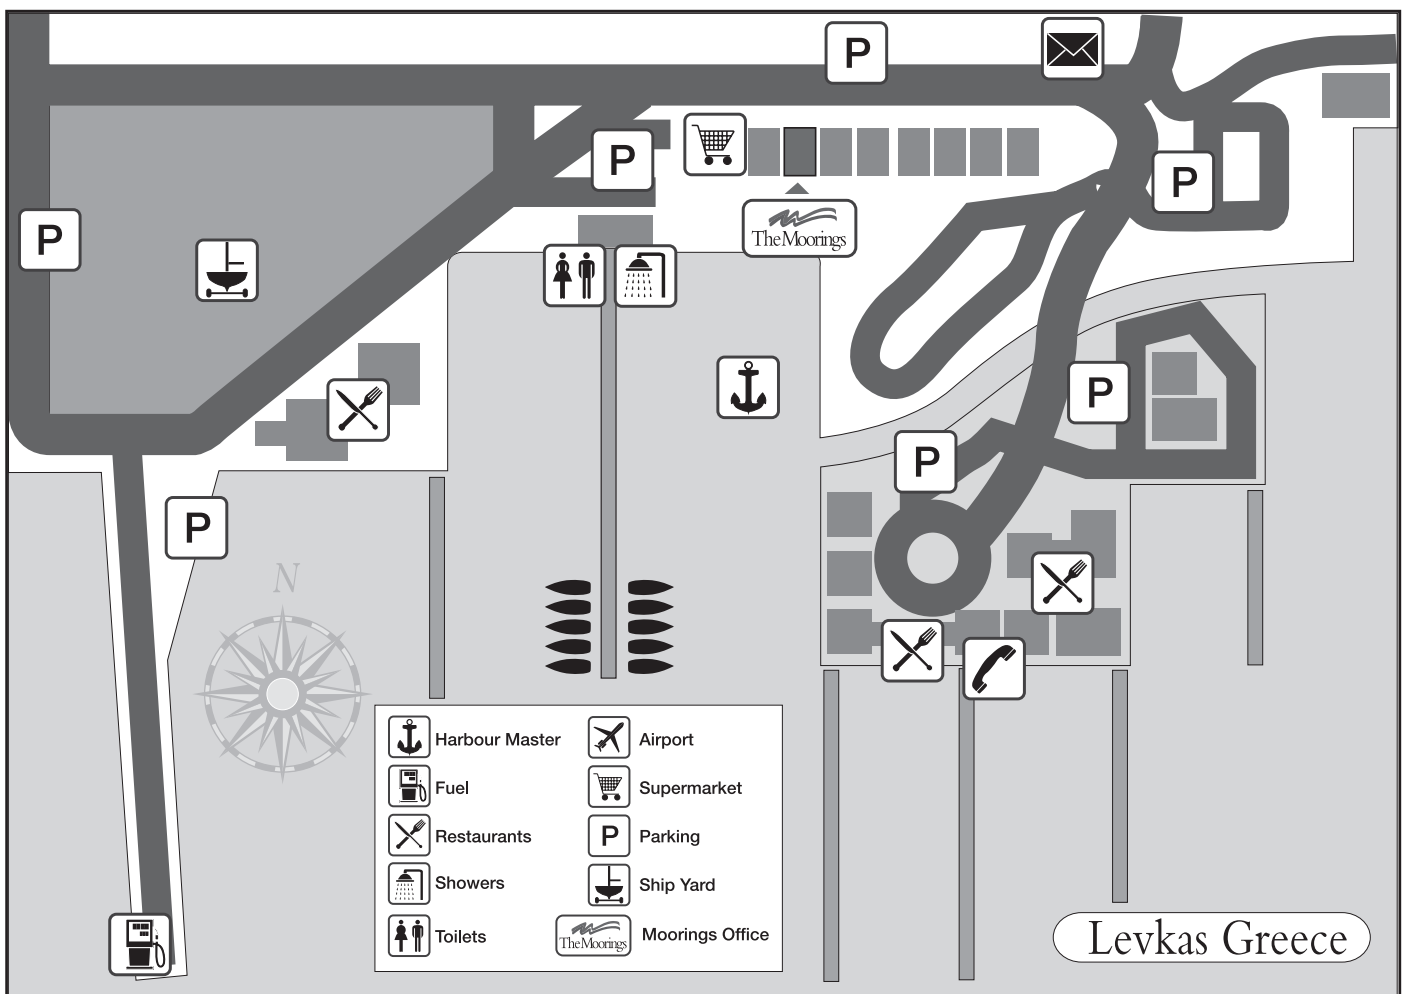 P
P
P
P
The Moorings
P
P
P
P
N
Harbour Master
Airport
Fuel
Supermarket
Restaurants
P
Parking
Showers
Ship Yard
Toilets
The Moorings
Moorings Office
Levkas Greece